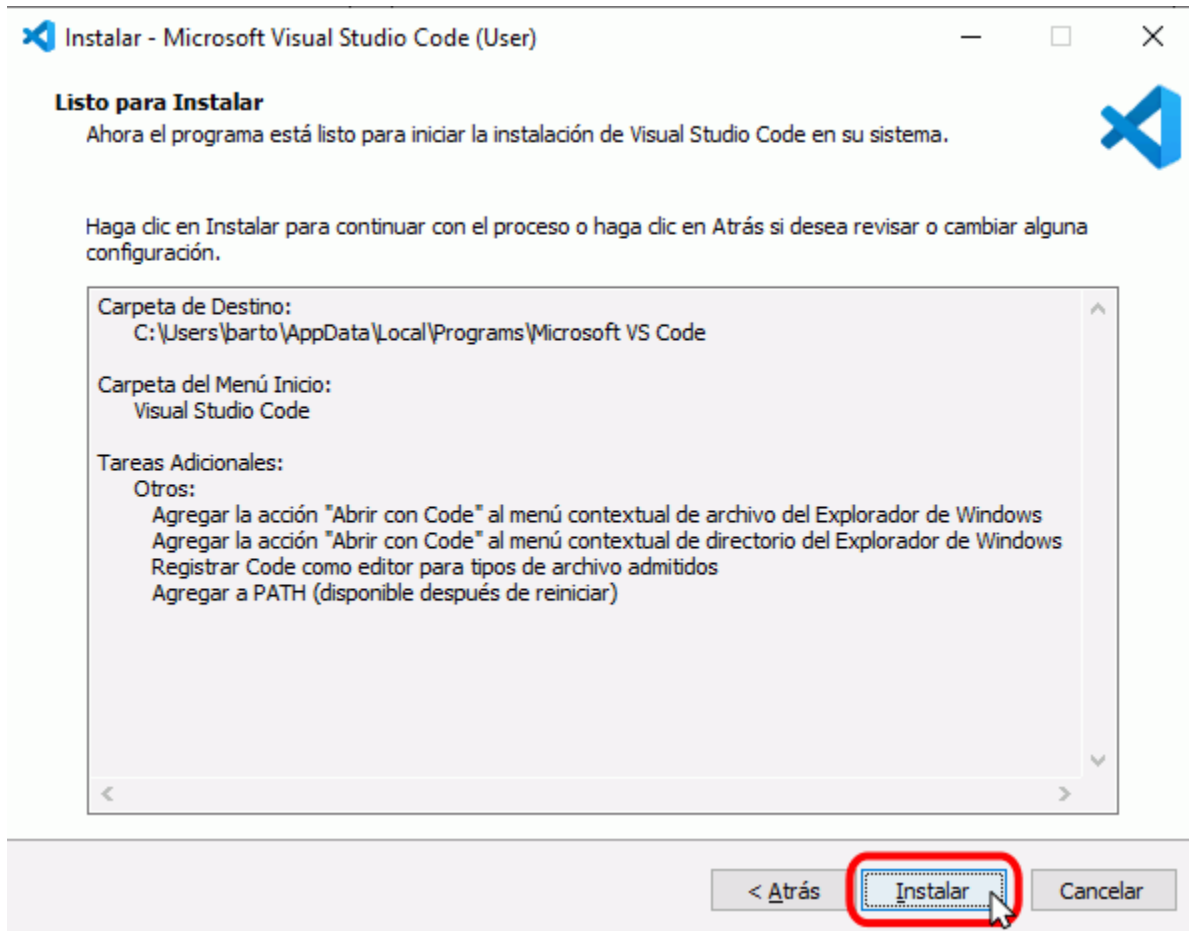 Instalar - Microsoft Visual Studio Code (User)
Listo para Instalar
Ahora el programa está listo para iniciar la instalación de Visual Studio Code en su sistema.
Haga clic en Instalar para continuar con el proceso o haga clic en Atrás si desea revisar o cambiar alguna
configuración.
Carpeta de Destino:
C:\Users\barto\AppData\Local\Programs\Microsoft VS Code
Carpeta del Menú Inicio:
Visual Studio Code
Tareas Adicionales:
Otros:
Agregar la acción "Abrir con Code" al menú contextual de archivo del Explorador de Windows
Agregar la acción "Abrir con Code" al menú contextual de directorio del Explorador de Windows
Registrar Code como editor para tipos de archivo admitidos
Agregar a PATH (disponible después de reiniciar)
< Atrás Instalar Cancelar